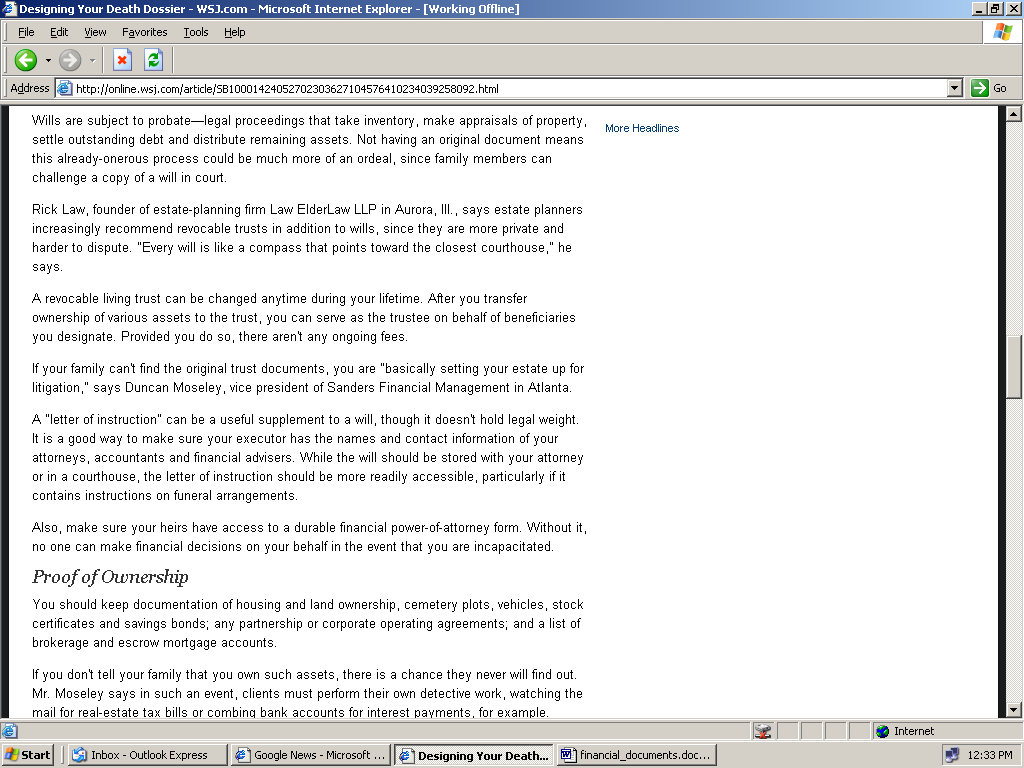 Designing Your Death Dossier - WSJ.com - Microsoft Internet Explorer - [Working Offline]
File Edit View Favorites Tools Help
Address http://online.wsj.com/article/SB10001424052702303627104576410234039258092.html Go
Wills are subject to probate—legal proceedings that take inventory, make appraisals of property,
settle outstanding debt and distribute remaining assets. Not having an original document means
this already-onerous process could be much more of an ordeal, since family members can
challenge a copy of a will in court.
More Headlines
Rick Law, founder of estate-planning firm Law ElderLaw LLP in Aurora, Ill., says estate planners
increasingly recommend revocable trusts in addition to wills, since they are more private and
harder to dispute. "Every will is like a compass that points toward the closest courthouse," he
says.
A revocable living trust can be changed anytime during your lifetime. After you transfer
ownership of various assets to the trust, you can serve as the trustee on behalf of beneficiaries
you designate. Provided you do so, there aren't any ongoing fees.
If your family can't find the original trust documents, you are "basically setting your estate up for
litigation," says Duncan Moseley, vice president of Sanders Financial Management in Atlanta.
A "letter of instruction" can be a useful supplement to a will, though it doesn't hold legal weight.
It is a good way to make sure your executor has the names and contact information of your
attorneys, accountants and financial advisers. While the will should be stored with your attorney
or in a courthouse, the letter of instruction should be more readily accessible, particularly if it
contains instructions on funeral arrangements.
Also, make sure your heirs have access to a durable financial power-of-attorney form. Without it,
no one can make financial decisions on your behalf in the event that you are incapacitated.
Proof of Ownership
You should keep documentation of housing and land ownership, cemetery plots, vehicles, stock
certificates and savings bonds; any partnership or corporate operating agreements; and a list of
brokerage and escrow mortgage accounts.
If you don't tell your family that you own such assets, there is a chance they never will find out.
Mr. Moseley says in such an event, clients must perform their own detective work, watching the
mail for real-estate tax bills or combing bank accounts for interest payments, for example.
Internet
Start Inbox - Outlook Express Google News - Microsoft ... Designing Your Death... financial_documents.doc... 12:33 PM